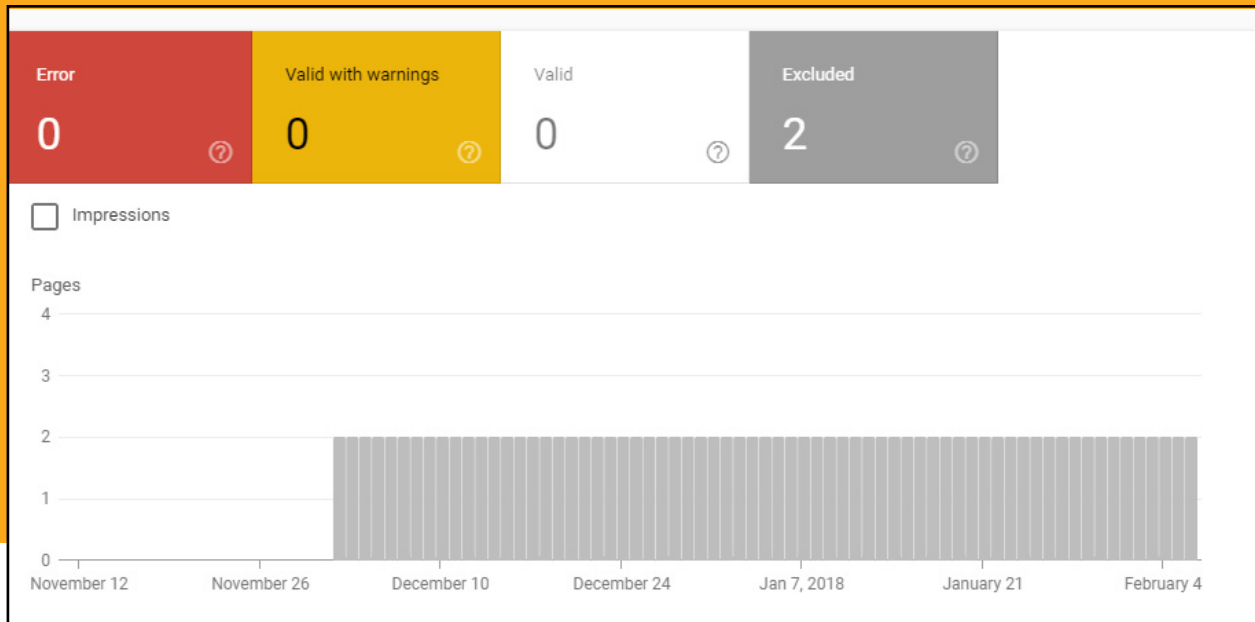 Error
Valid with warnings
Valid
Excluded
0
0
0
2
Impressions
Pages
4
3
2
1
0
November 12
November 26
December 10
December 24
Jan 7, 2018
January 21
February 4